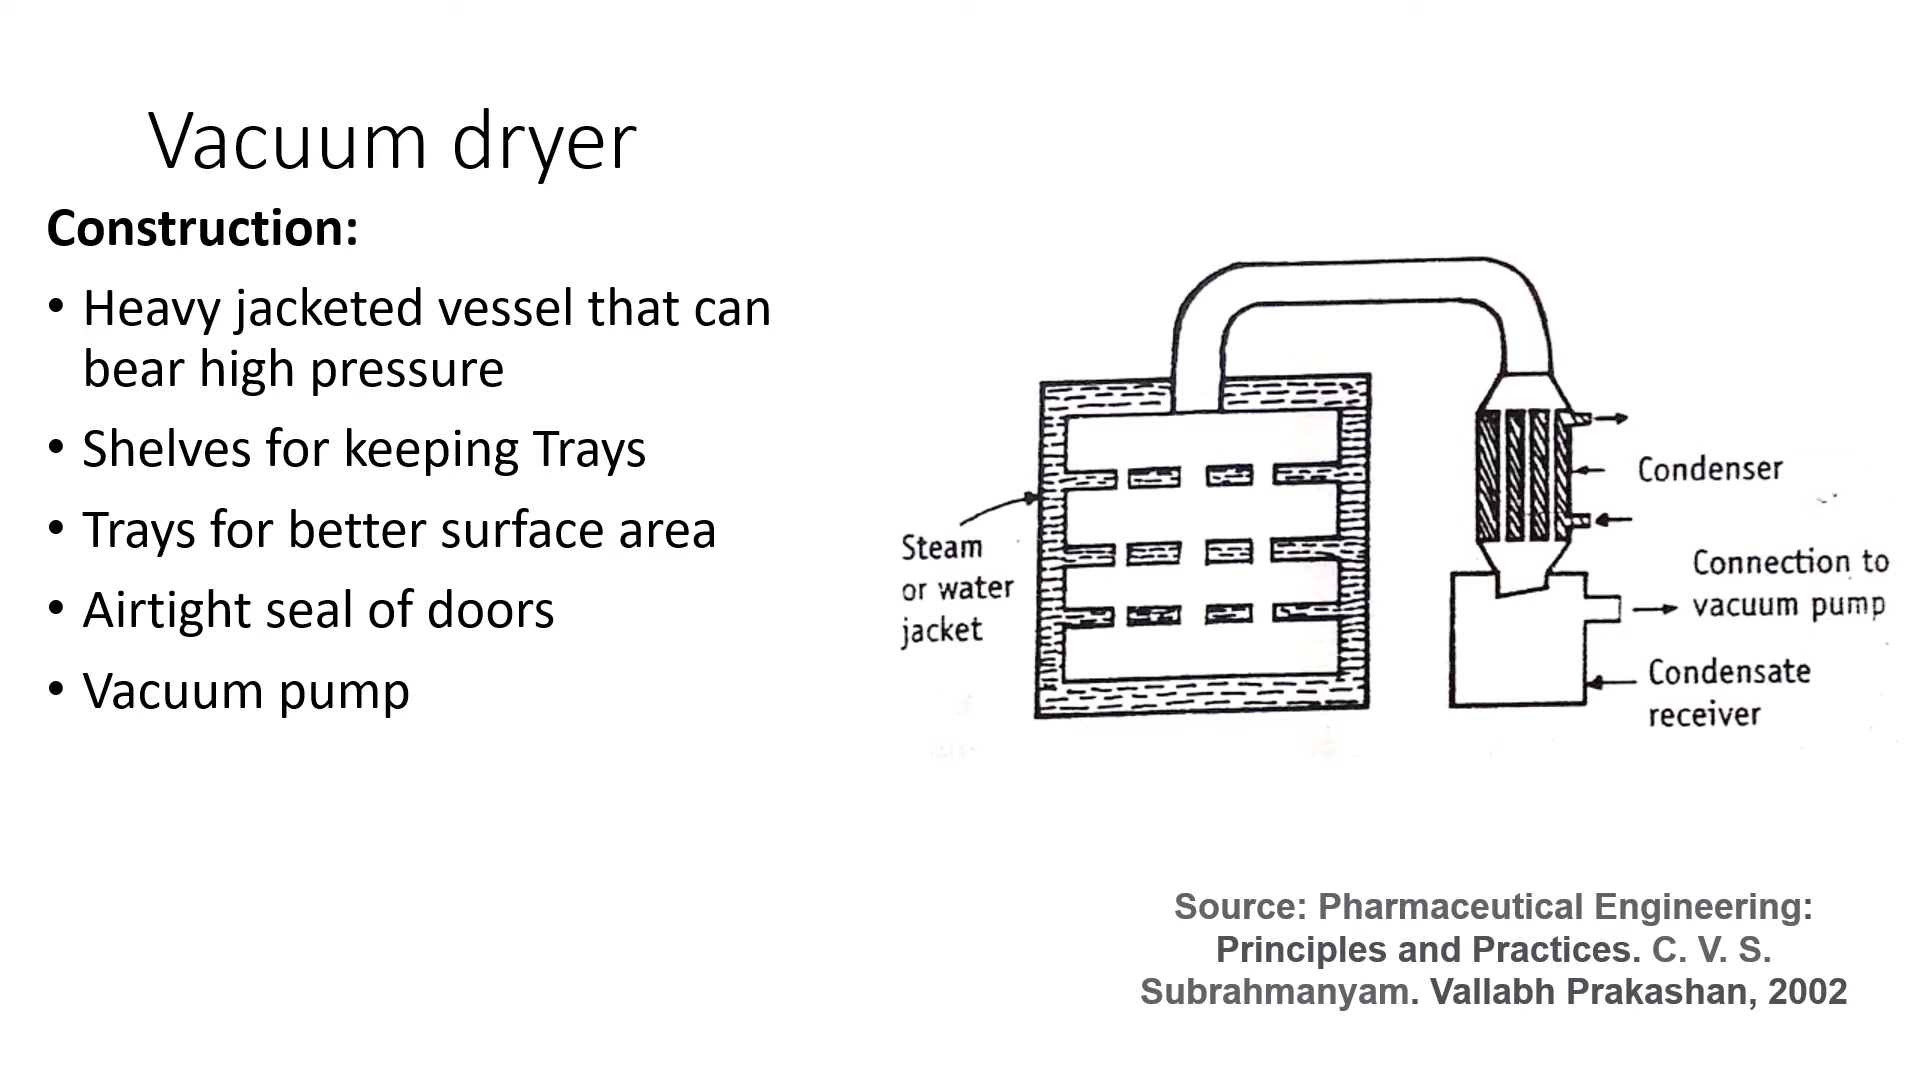 Vacuum dryer
Construction:
• Heavy jacketed vessel that can
bear high pressure
• Shelves for keeping Trays
• Trays for better surface area
• Airtight seal of doors
• Vacuum pump
Steam
or water
jacket
Condenser
Connection to
vacuum pump
Condensate
receiver
Source: Pharmaceutical Engineering:
Principles and Practices. C. V. S.
Subrahmanyam. Vallabh Prakashan, 2002